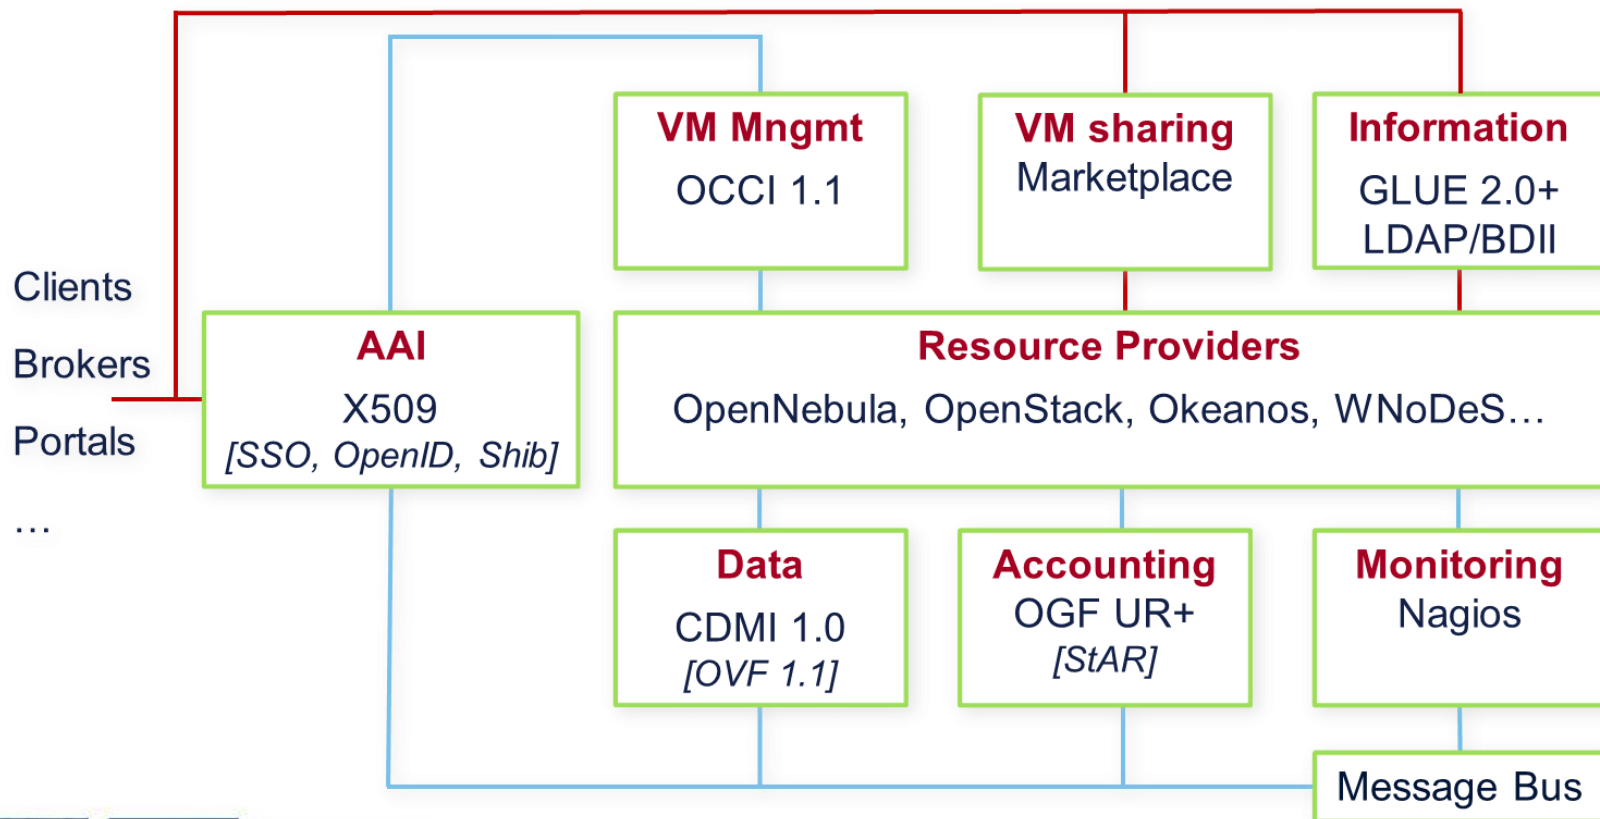 VM Mngmt
OCCI 1.1
VM sharing
Marketplace
Information
GLUE 2.0+
LDAP/BDII
Clients
Brokers
Portals
…
AAI
X509
[SSO, OpenID, Shib]
Resource Providers
OpenNebula, OpenStack, Okeanos, WNoDeS…
Data
CDMI 1.0
[OVF 1.1]
Accounting
OGF UR+
[StAR]
Monitoring
Nagios
Message Bus